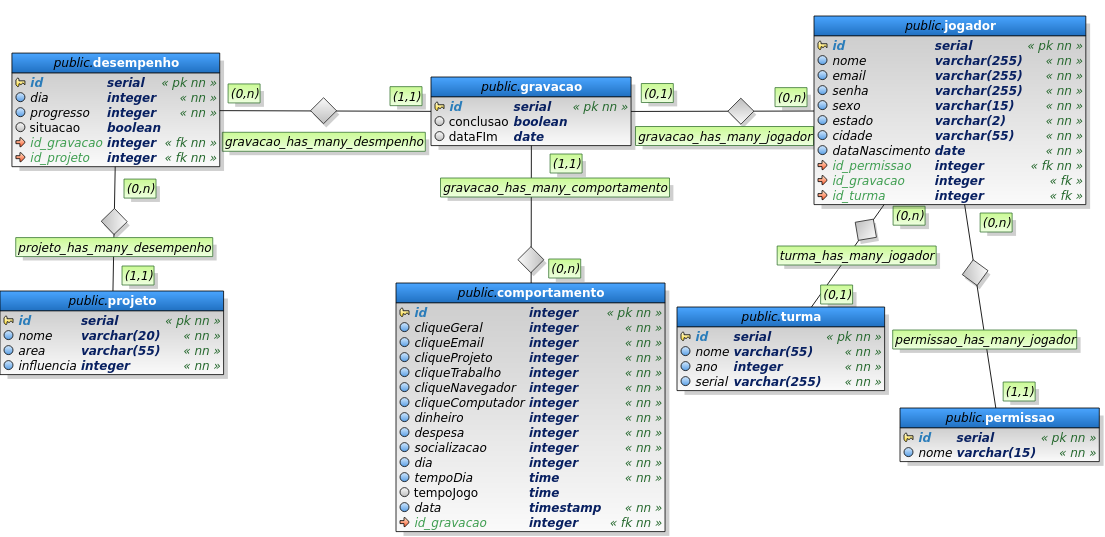 public.desempenho
id serial « pk nn »
dia integer « nn »
progresso integer « nn »
situacao boolean
id_gravacao integer « fk nn »
id_projeto integer « fk nn »
(0,n)
(1,1)
gravacao_has_many_desmpenho
public.gravacao
id serial « pk nn »
conclusao boolean
dataFIm date
(0,1)
(0,n)
gravacao_has_many_jogador
public.jogador
id serial « pk nn »
nome varchar(255) « nn »
email varchar(255) « nn »
senha varchar(255) « nn »
sexo varchar(15) « nn »
estado varchar(2) « nn »
cidade varchar(55) « nn »
dataNascimento date « nn »
id_permissao integer « fk nn »
id_gravacao integer « fk »
id_turma integer « fk »
(0,n)
projeto_has_many_desempenho
(1,1)
public.projeto
id serial « pk nn »
nome varchar(20) « nn »
area varchar(55) « nn »
influencia integer « nn »
(1,1)
gravacao_has_many_comportamento
(0,n)
public.comportamento
id integer « pk nn »
cliqueGeral integer « nn »
cliqueEmail integer « nn »
cliqueProjeto integer « nn »
cliqueTrabalho integer « nn »
cliqueNavegador integer « nn »
cliqueComputador integer « nn »
dinheiro integer « nn »
despesa integer « nn »
socializacao integer « nn »
dia integer « nn »
tempoDia time « nn »
tempoJogo time
data timestamp « nn »
id_gravacao integer « fk nn »
(0,n)
turma_has_many_jogador
(0,1)
public.turma
id serial « pk nn »
nome varchar(55) « nn »
ano integer « nn »
serial varchar(255) « nn »
(0,n)
permissao_has_many_jogador
(1,1)
public.permissao
id serial « pk nn »
nome varchar(15) « nn »